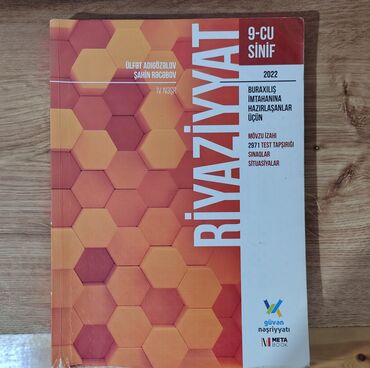 ÜLFƏT ADIGÖZƏLOV
ŞAHİN RƏCƏBOV
IV NƏŞR
RİYAZİYYAT
9-CU
SİNİF
2022
BURAXILIŞ
İMTAHANINA
HAZIRLAŞANLAR
ÜÇÜN
MÖVZU İZAHI
2971 TEST TAPŞIRIĞI
SINAQLAR
SİTUASİYALAR
güvən
nəşriyyatı
META
BOOK